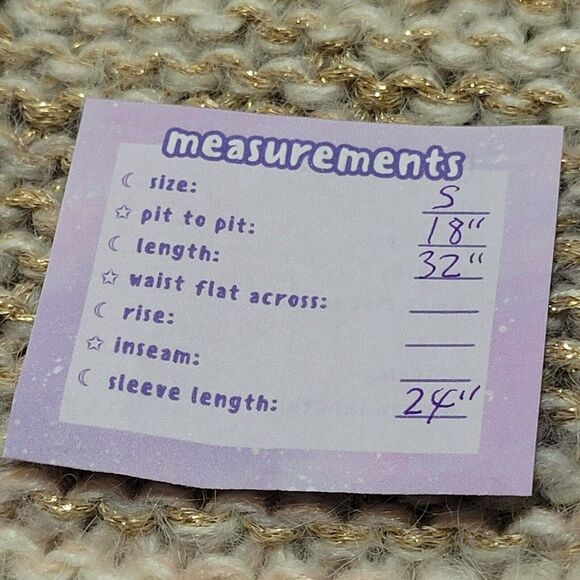 measurements
☾ size: S
☆ pit to pit: 18"
☾ length: 32"
☆ waist flat across:
☾ rise:
☆ inseam:
☾ sleeve length: 24"